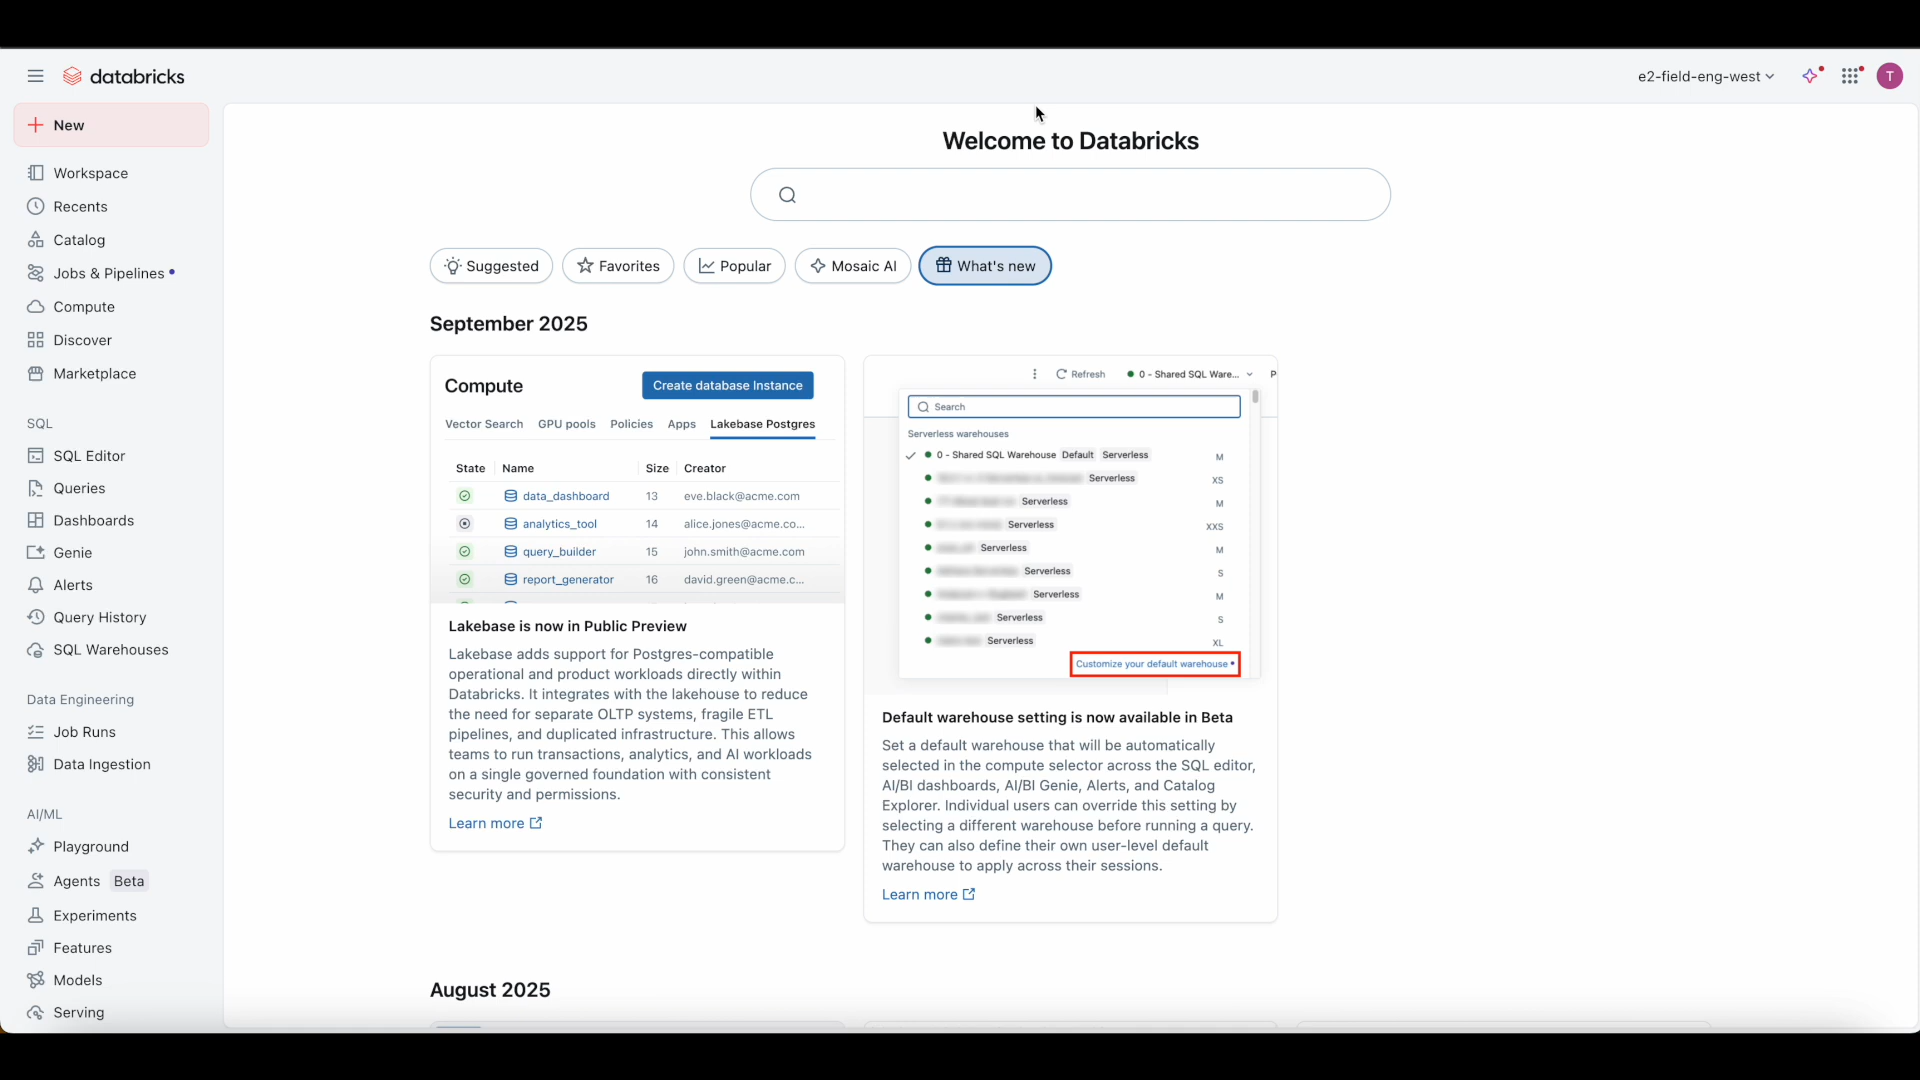 databricks
e2-field-eng-west
T
New
Workspace
Recents
Catalog
Jobs & Pipelines
Compute
Discover
Marketplace
SQL
SQL Editor
Queries
Dashboards
Genie
Alerts
Query History
SQL Warehouses
Data Engineering
Job Runs
Data Ingestion
AI/ML
Playground
Agents Beta
Experiments
Features
Models
Serving
Welcome to Databricks
Suggested Favorites Popular Mosaic AI What's new
September 2025
Compute Create database Instance
Vector Search GPU pools Policies Apps Lakebase Postgres
State Name Size Creator
data_dashboard 13 eve.black@acme.com
analytics_tool 14 alice.jones@acme.co...
query_builder 15 john.smith@acme.com
report_generator 16 david.green@acme.c...
Lakebase is now in Public Preview
Lakebase adds support for Postgres-compatible
operational and product workloads directly within
Databricks. It integrates with the lakehouse to reduce
the need for separate OLTP systems, fragile ETL
pipelines, and duplicated infrastructure. This allows
teams to run transactions, analytics, and AI workloads
on a single governed foundation with consistent
security and permissions.
Learn more
Refresh 0 - Shared SQL Ware... P
Search
Serverless warehouses
0 - Shared SQL Warehouse Default Serverless M
Serverless XS
Serverless M
Serverless XXS
Serverless M
Serverless S
Serverless M
Serverless S
Serverless XL
Customize your default warehouse
Default warehouse setting is now available in Beta
Set a default warehouse that will be automatically
selected in the compute selector across the SQL editor,
AI/BI dashboards, AI/BI Genie, Alerts, and Catalog
Explorer. Individual users can override this setting by
selecting a different warehouse before running a query.
They can also define their own user-level default
warehouse to apply across their sessions.
Learn more
August 2025